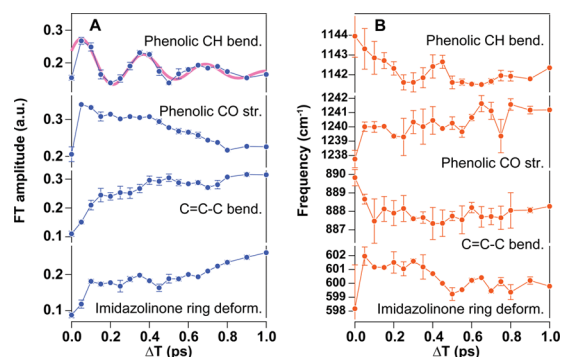 A
B
FT amplitude (a.u.)
0.3
0.2
Phenolic CH bend.
0.3
0.2
Phenolic CO str.
0.3
0.2
0.1
C=C-C bend.
0.2
0.1
Imidazolinone ring deform.
0.0 0.2 0.4 0.6 0.8 1.0
ΔT (ps)
Frequency (cm⁻¹)
1144
1143
1142
Phenolic CH bend.
1242
1241
1240
1239
1238
Phenolic CO str.
890
889
888
887
C=C-C bend.
602
601
600
599
598
Imidazolinone ring deform.
0.0 0.2 0.4 0.6 0.8 1.0
ΔT (ps)